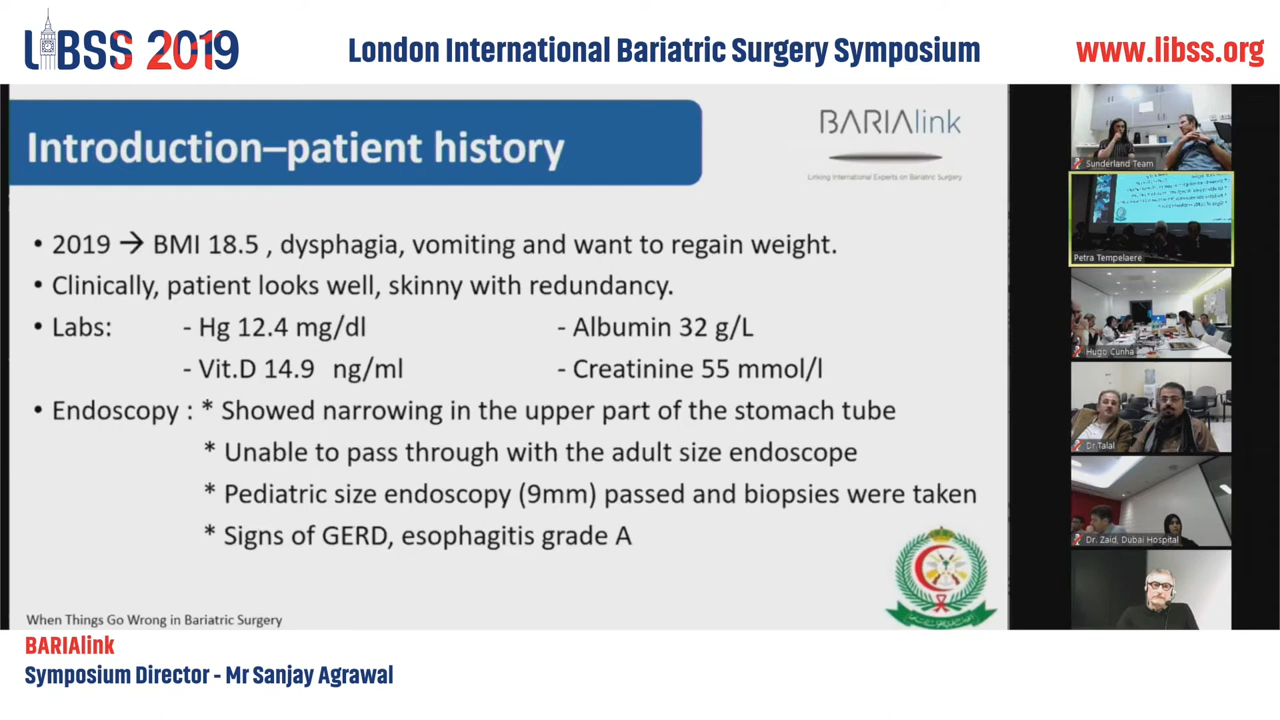 LIBSS 2019
London International Bariatric Surgery Symposium
www.libss.org
Introduction–patient history
BARIAlink
Linking International Experts on Bariatric Surgery
• 2019 → BMI 18.5 , dysphagia, vomiting and want to regain weight.
• Clinically, patient looks well, skinny with redundancy.
• Labs: - Hg 12.4 mg/dl - Albumin 32 g/L
- Vit.D 14.9 ng/ml - Creatinine 55 mmol/l
• Endoscopy : * Showed narrowing in the upper part of the stomach tube
* Unable to pass through with the adult size endoscope
* Pediatric size endoscopy (9mm) passed and biopsies were taken
* Signs of GERD, esophagitis grade A
When Things Go Wrong in Bariatric Surgery
Sunderland Team
Petra Tempelaere
Hugo Cunha
Dr.Talal
Dr. Zaid, Dubai Hospital
BARIAlink
Symposium Director - Mr Sanjay Agrawal